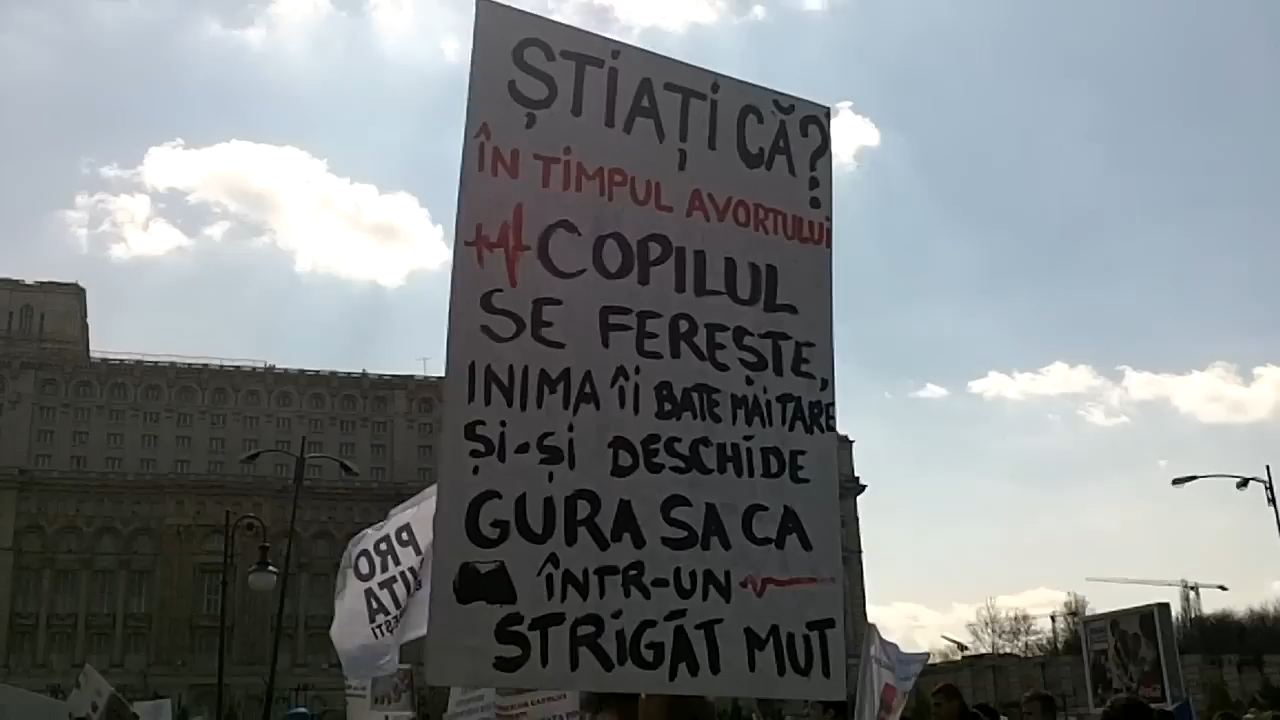 ȘTIAȚI CĂ?
ÎN TIMPUL AVORTULUI
COPILUL
SE FEREȘTE,
INIMA ÎI BATE MAI TARE
ȘI-ȘI DESCHIDE
GURA SA CA
ÎNTR-UN
STRIGĂT MUT
PRO
VITA